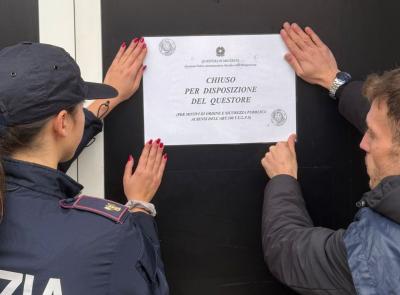 QUESTURA DI MACERATA
CHIUSO
PER DISPOSIZIONE
DEL QUESTORE
(PER MOTIVI DI ORDINE E SICUREZZA PUBBLICA
AI SENSI DELL'ART.100 T.U.L.P.S.)
ZIA